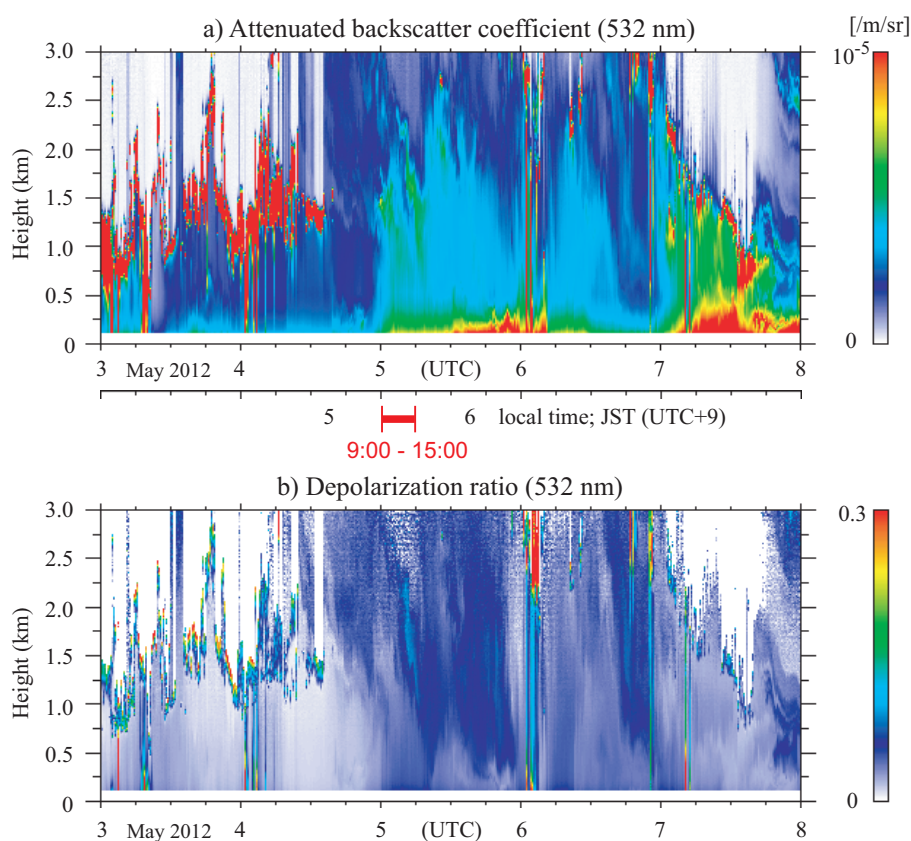 a) Attenuated backscatter coefficient (532 nm)
[/m/sr]
10-5
3.0
2.5
2.0
1.5
1.0
0.5
0
Height (km)
0
3 May 2012 4 5 (UTC) 6 7 8
5 6 local time; JST (UTC+9)
9:00 - 15:00
b) Depolarization ratio (532 nm)
0.3
3.0
2.5
2.0
1.5
1.0
0.5
0
Height (km)
0
3 May 2012 4 5 (UTC) 6 7 8